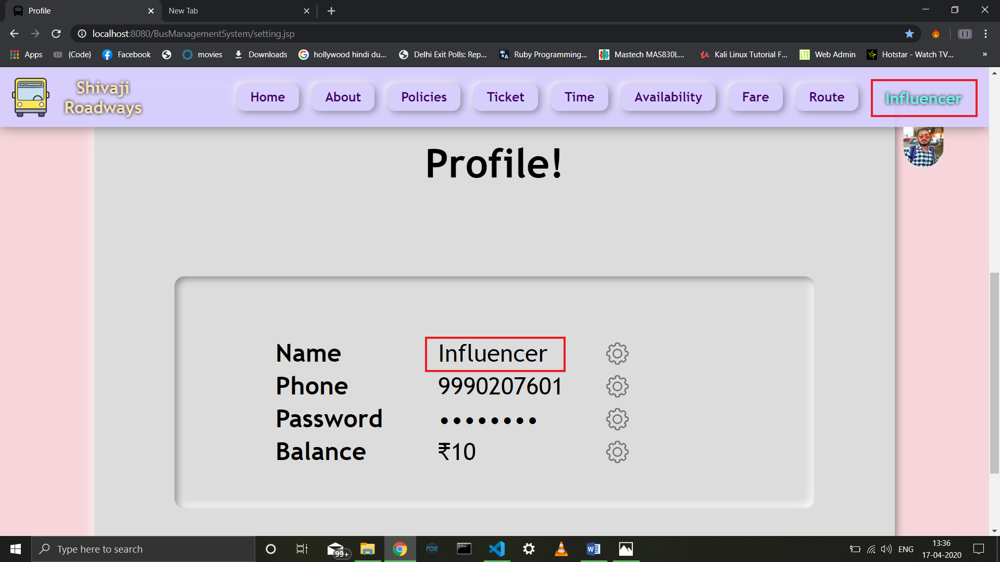 Profile
New Tab
localhost:8080/BusManagementSystem/setting.jsp
Apps {Code} Facebook movies Downloads hollywood hindi du... Delhi Exit Polls: Rep... Ruby Programming... Mastech MAS830L... Kali Linux Tutorial F... LTE Web Admin Hotstar - Watch TV... »
Shivaji
Roadways
Home About Policies Ticket Time Availability Fare Route Influencer
Profile!
Name Influencer
Phone 9990207601
Password ••••••••
Balance ₹10
Type here to search
99+
nox
ENG
13:36
17-04-2020